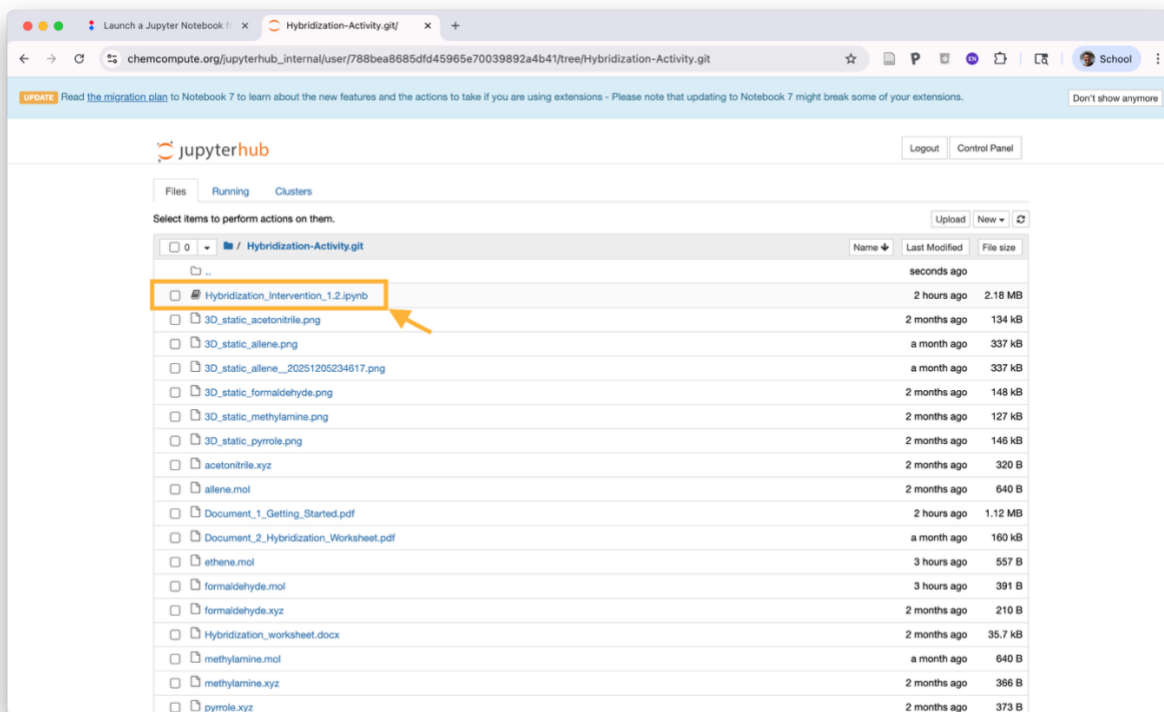 Launch a Jupyter Notebook f
Hybridization-Activity.git/
chemcompute.org/jupyterhub_internal/user/788bea8685dfd45965e70039892a4b41/tree/Hybridization-Activity.git
P
EN
School
UPDATE Read the migration plan to Notebook 7 to learn about the new features and the actions to take if you are using extensions - Please note that updating to Notebook 7 might break some of your extensions.
Don't show anymore
jupyterhub
Logout Control Panel
Files Running Clusters
Select items to perform actions on them.
Upload New
0 / Hybridization-Activity.git Name Last Modified File size
.. seconds ago
Hybridization_Intervention_1.2.ipynb 2 hours ago 2.18 MB
3D_static_acetonitrile.png 2 months ago 134 kB
3D_static_allene.png a month ago 337 kB
3D_static_allene__20251205234617.png a month ago 337 kB
3D_static_formaldehyde.png 2 months ago 148 kB
3D_static_methylamine.png 2 months ago 127 kB
3D_static_pyrrole.png 2 months ago 146 kB
acetonitrile.xyz 2 months ago 320 B
allene.mol 2 months ago 640 B
Document_1_Getting_Started.pdf 2 hours ago 1.12 MB
Document_2_Hybridization_Worksheet.pdf a month ago 160 kB
ethene.mol 3 hours ago 557 B
formaldehyde.mol 3 hours ago 391 B
formaldehyde.xyz 2 months ago 210 B
Hybridization_worksheet.docx 2 months ago 35.7 kB
methylamine.mol a month ago 640 B
methylamine.xyz 2 months ago 366 B
pyrrole.xyz 2 months ago 373 B